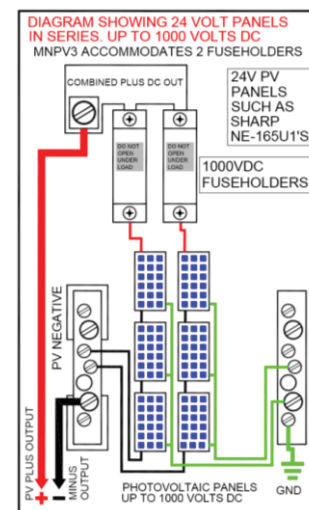 DIAGRAM SHOWING 24 VOLT PANELS
IN SERIES. UP TO 1000 VOLTS DC
MNPV3 ACCOMMODATES 2 FUSEHOLDERS
COMBINED PLUS DC OUT
24V PV
PANELS
SUCH AS
SHARP
NE-165U1'S
DO NOT
OPEN
UNDER
LOAD
DO NOT
OPEN
UNDER
LOAD
1000VDC
FUSEHOLDERS
PV NEGATIVE
PV PLUS OUTPUT
+
-
MINUS
OUTPUT
PHOTOVOLTAIC PANELS
UP TO 1000 VOLTS DC
GND